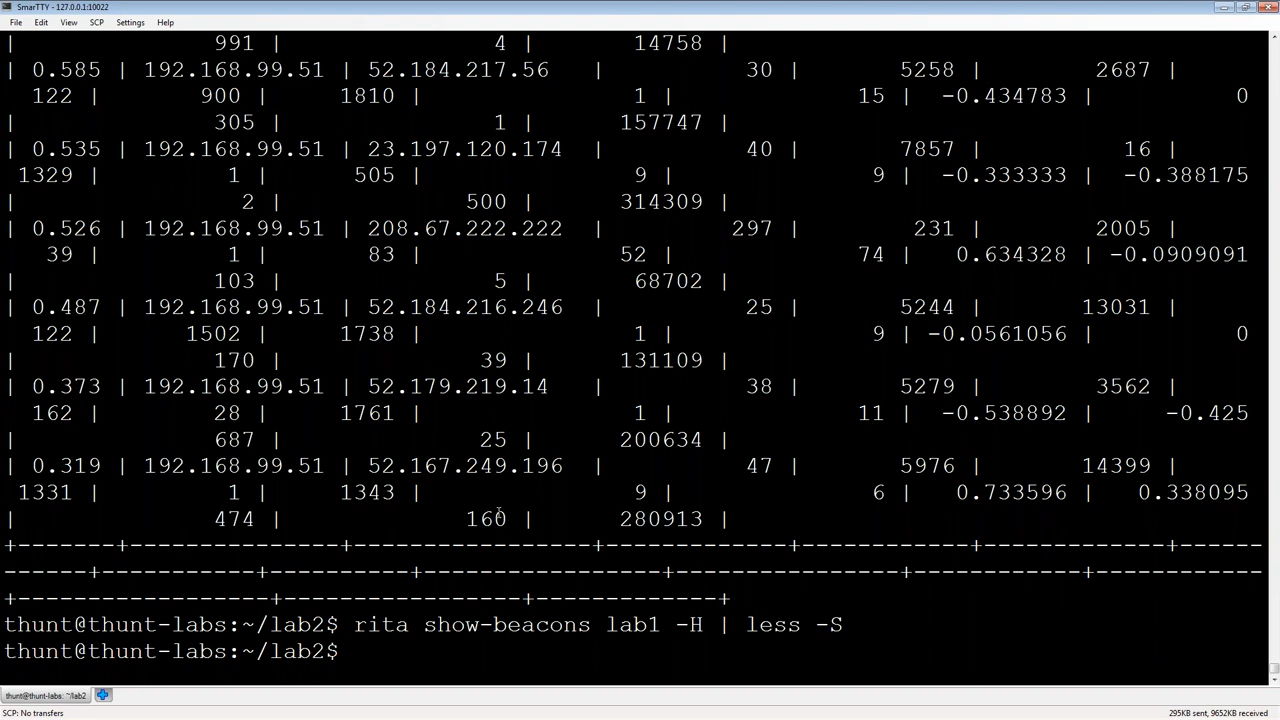 SmarTTY - 127.0.0.1:10022
File Edit View SCP Settings Help
| 991 | 4 | 14758 |
| 0.585 | 192.168.99.51 | 52.184.217.56 | 30 | 5258 | 2687 |
122 | 900 | 1810 | 1 | 15 | -0.434783 | 0
| 305 | 1 | 157747 |
| 0.535 | 192.168.99.51 | 23.197.120.174 | 40 | 7857 | 16 |
1329 | 1 | 505 | 9 | 9 | -0.333333 | -0.388175
| 2 | 500 | 314309 |
| 0.526 | 192.168.99.51 | 208.67.222.222 | 297 | 231 | 2005 |
39 | 1 | 83 | 52 | 74 | 0.634328 | -0.0909091
| 103 | 5 | 68702 |
| 0.487 | 192.168.99.51 | 52.184.216.246 | 25 | 5244 | 13031 |
122 | 1502 | 1738 | 1 | 9 | -0.0561056 | 0
| 170 | 39 | 131109 |
| 0.373 | 192.168.99.51 | 52.179.219.14 | 38 | 5279 | 3562 |
162 | 28 | 1761 | 1 | 11 | -0.538892 | -0.425
| 687 | 25 | 200634 |
| 0.319 | 192.168.99.51 | 52.167.249.196 | 47 | 5976 | 14399 |
1331 | 1 | 1343 | 9 | 6 | 0.733596 | 0.338095
| 474 | 160 | 280913 |
+-------+----------------+-----------------+-------------+------------+-------------+------
------+-----------+----------+-----------------+----------------+------------+------------
+------------------+-----------------+-------------+
thunt@thunt-labs:~/lab2$ rita show-beacons lab1 -H | less -S
thunt@thunt-labs:~/lab2$
thunt@thunt-labs: ~/lab2
SCP: No transfers 295KB sent, 9652KB received